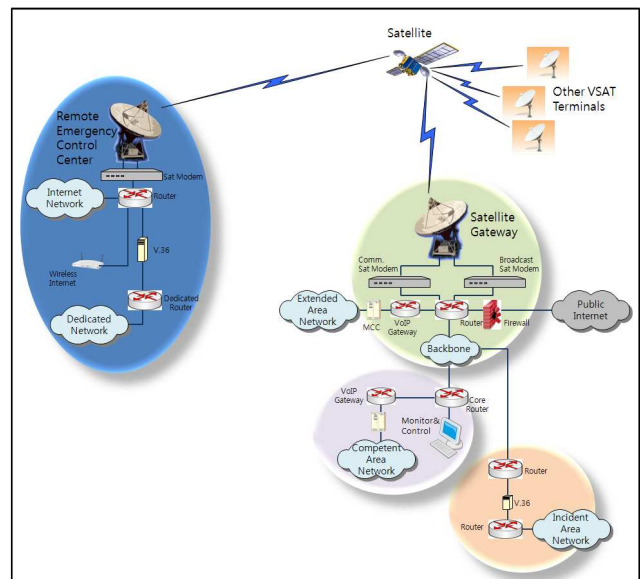 Satellite
Other VSAT
Terminals
Remote
Emergency
Control
Center
Sat Modem
Internet
Network
Router
V.36
Wireless
Internet
Dedicated
Router
Dedicated Network
Satellite
Gateway
Comm.
Sat Modem
Broadcast
Sat Modem
Extended
Area
Network
MCC
VoIP
Gateway
Router
Firewall
Public
Internet
Backbone
VoIP
Gateway
Core
Router
Monitor&
Control
Competent
Area
Network
Router
V.36
Router
Incident
Area
Network